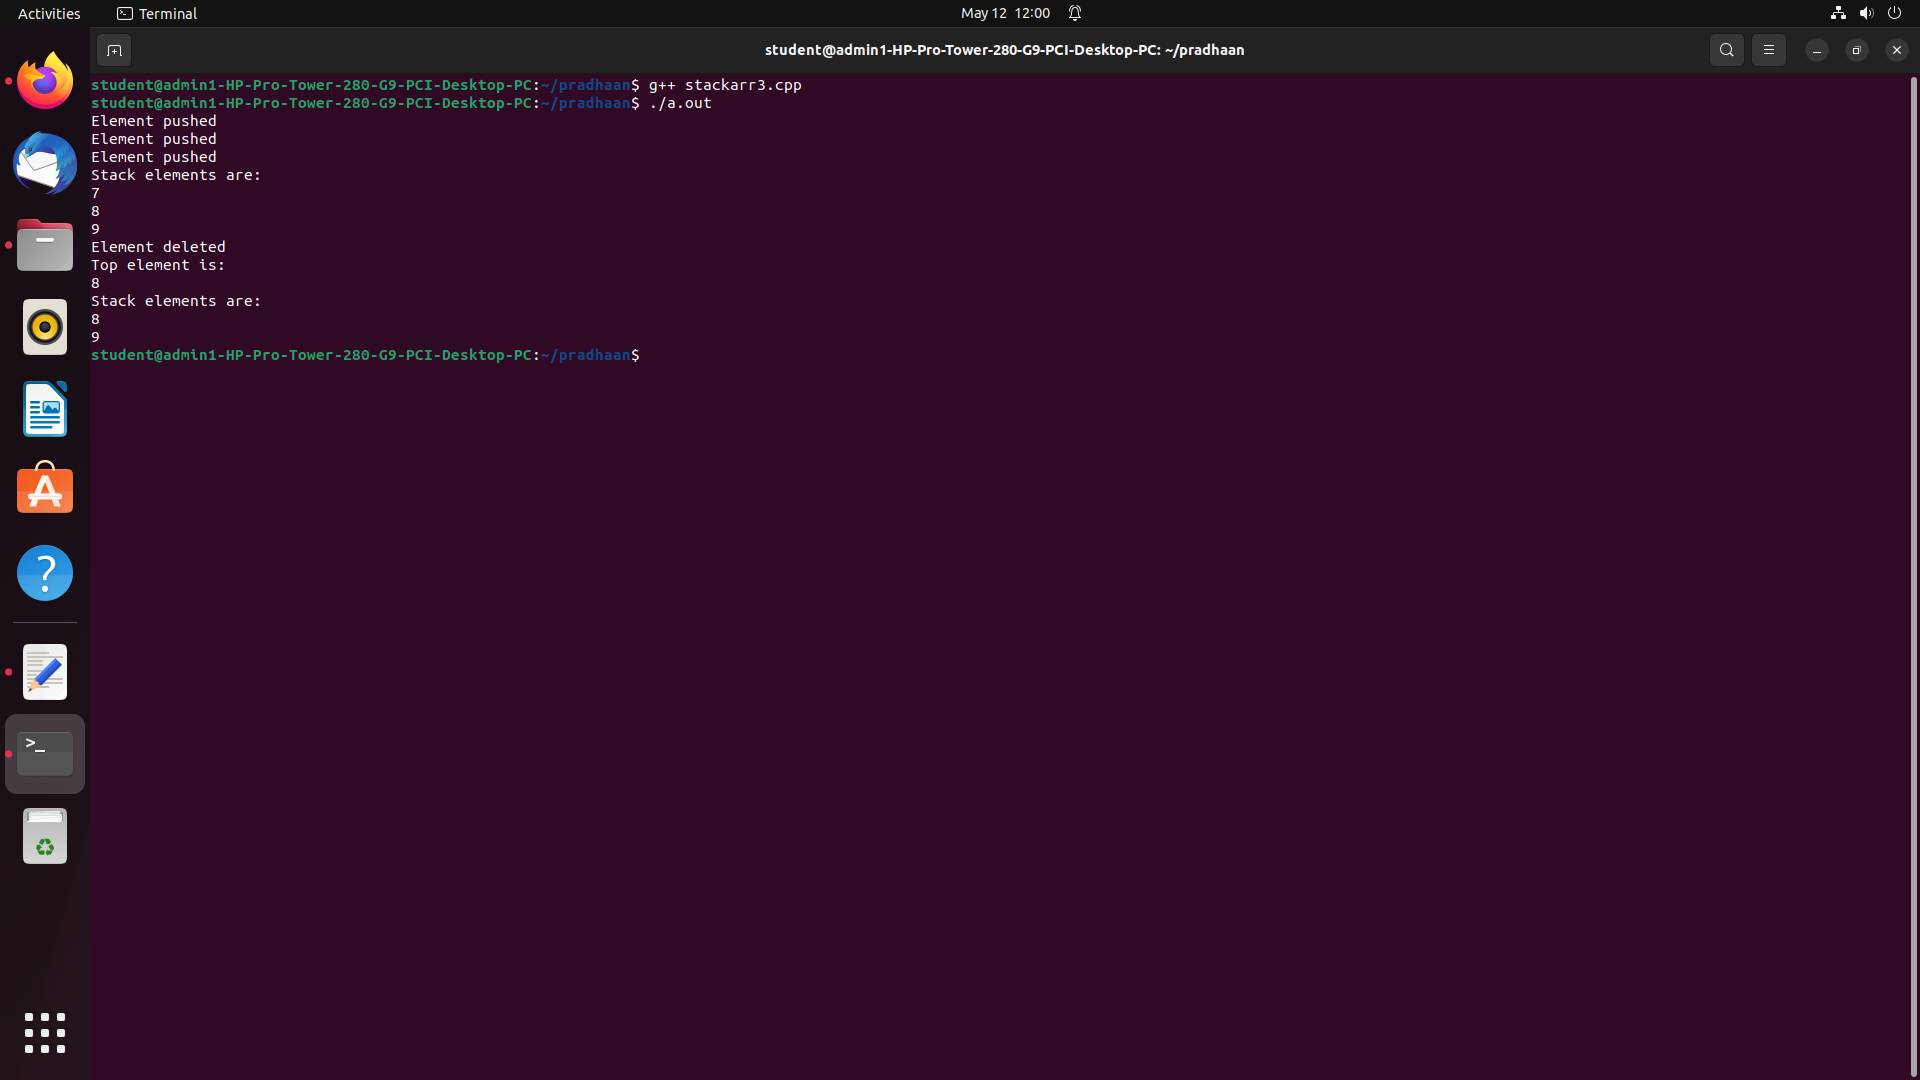 Activities
Terminal
May 12 12:00
student@admin1-HP-Pro-Tower-280-G9-PCI-Desktop-PC: ~/pradhaan
student@admin1-HP-Pro-Tower-280-G9-PCI-Desktop-PC:~/pradhaan$ g++ stackarr3.cpp
student@admin1-HP-Pro-Tower-280-G9-PCI-Desktop-PC:~/pradhaan$ ./a.out
Element pushed
Element pushed
Element pushed
Stack elements are:
7
8
9
Element deleted
Top element is:
8
Stack elements are:
8
9
student@admin1-HP-Pro-Tower-280-G9-PCI-Desktop-PC:~/pradhaan$